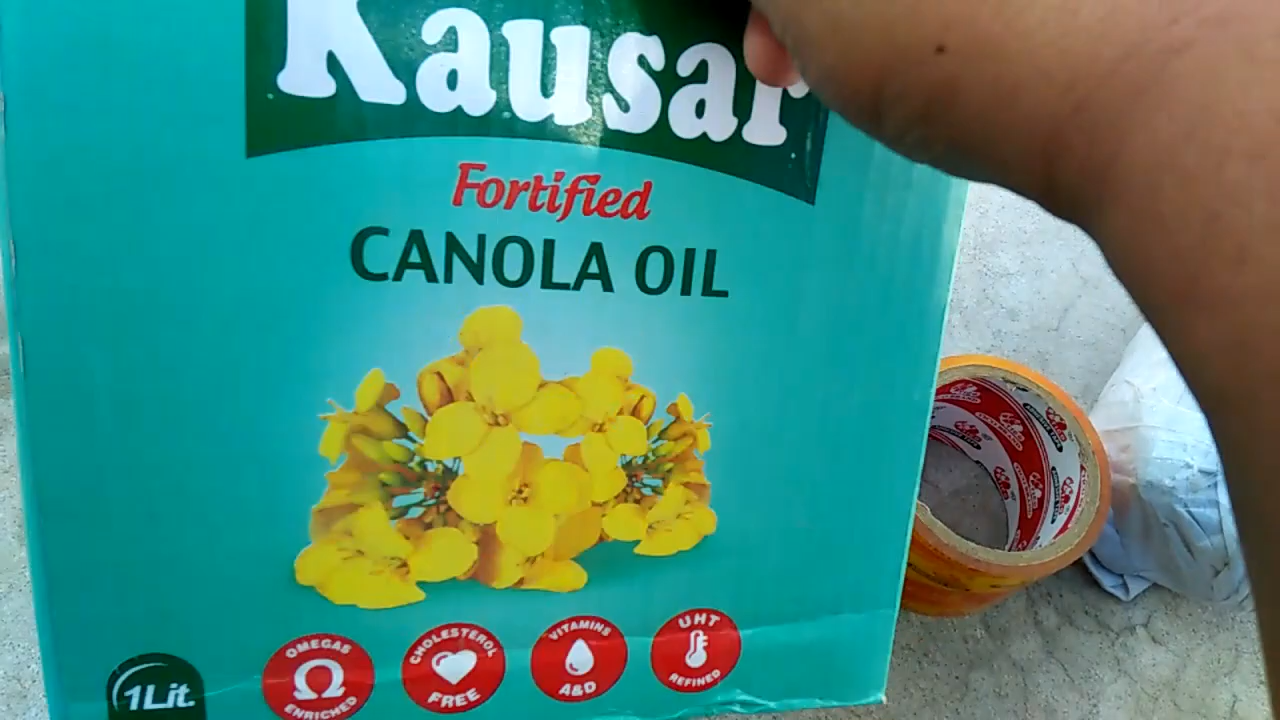 Kausar
Fortified
CANOLA OIL
OMEGAS
ENRICHED
CHOLESTEROL
FREE
VITAMINS
A&D
UHT
REFINED
1Lit.